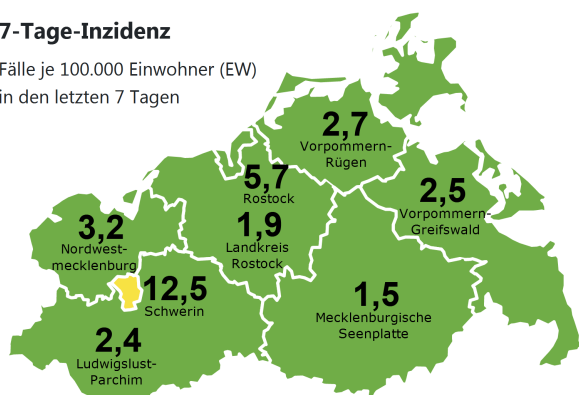 7-Tage-Inzidenz
Fälle je 100.000 Einwohner (EW)
in den letzten 7 Tagen
2,7
Vorpommern-
Rügen
5,7
Rostock
2,5
Vorpommern-
Greifswald
3,2
Nordwest-
mecklenburg
1,9
Landkreis
Rostock
12,5
Schwerin
1,5
Mecklenburgische
Seenplatte
2,4
Ludwigslust-
Parchim